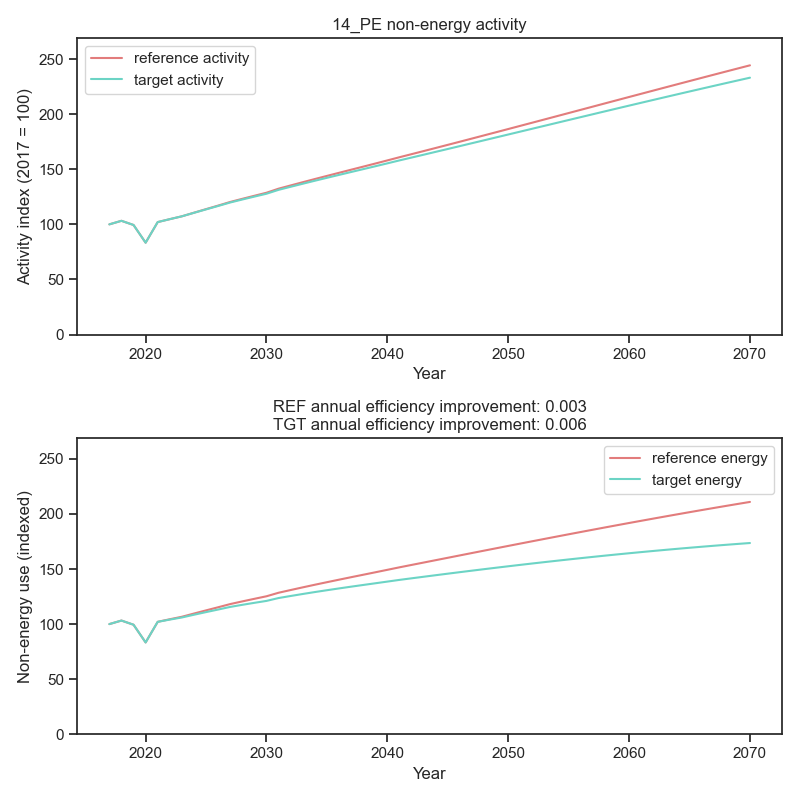 14_PE non-energy activity
reference activity
target activity
Activity index (2017 = 100)
250
200
150
100
50
0
2020 2030 2040 2050 2060 2070
Year
REF annual efficiency improvement: 0.003
TGT annual efficiency improvement: 0.006
reference energy
target energy
Non-energy use (indexed)
250
200
150
100
50
0
2020 2030 2040 2050 2060 2070
Year